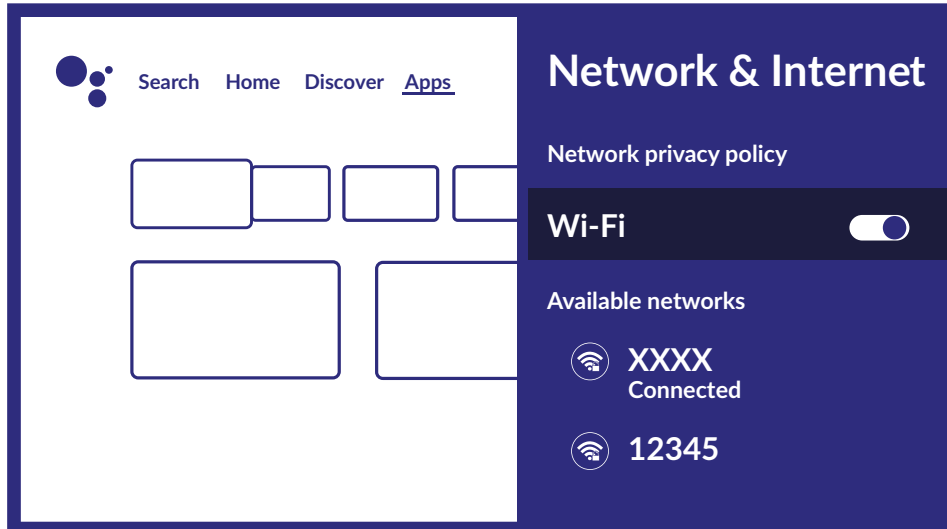 Search Home Discover Apps
Network & Internet
Network privacy policy
Wi-Fi
Available networks
XXXX
Connected
12345